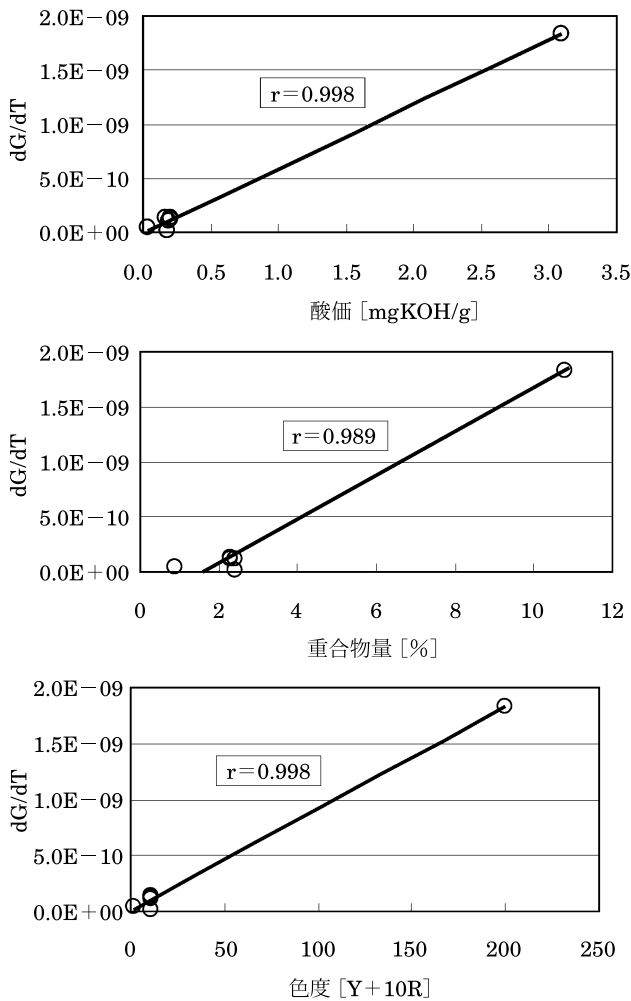 2.0E－09
1.5E－09
1.0E－09
5.0E－10
0.0E＋00
dG/dT
r＝0.998
0.0 0.5 1.0 1.5 2.0 2.5 3.0 3.5
酸価［mgKOH/g］
2.0E－09
1.5E－09
1.0E－09
5.0E－10
0.0E＋00
dG/dT
r＝0.989
0 2 4 6 8 10 12
重合物量［％］
2.0E－09
1.5E－09
1.0E－09
5.0E－10
0.0E＋00
dG/dT
r＝0.998
0 50 100 150 200 250
色度［Y＋10R］